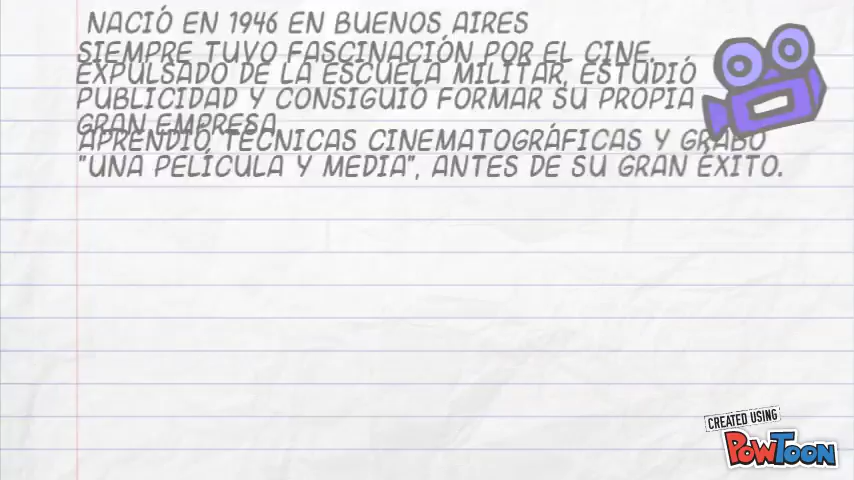 NACIÓ EN 1946 EN BUENOS AIRES
SIEMPRE TUVO FASCINACIÓN POR EL CINE.
EXPULSADO DE LA ESCUELA MILITAR, ESTUDIÓ
PUBLICIDAD Y CONSIGUIÓ FORMAR SU PROPIA
GRAN EMPRESA
APRENDIÓ TÉCNICAS CINEMATOGRÁFICAS Y GRABÓ
"UNA PELÍCULA Y MEDIA", ANTES DE SU GRAN ÉXITO.
CREATED USING
POWTOON